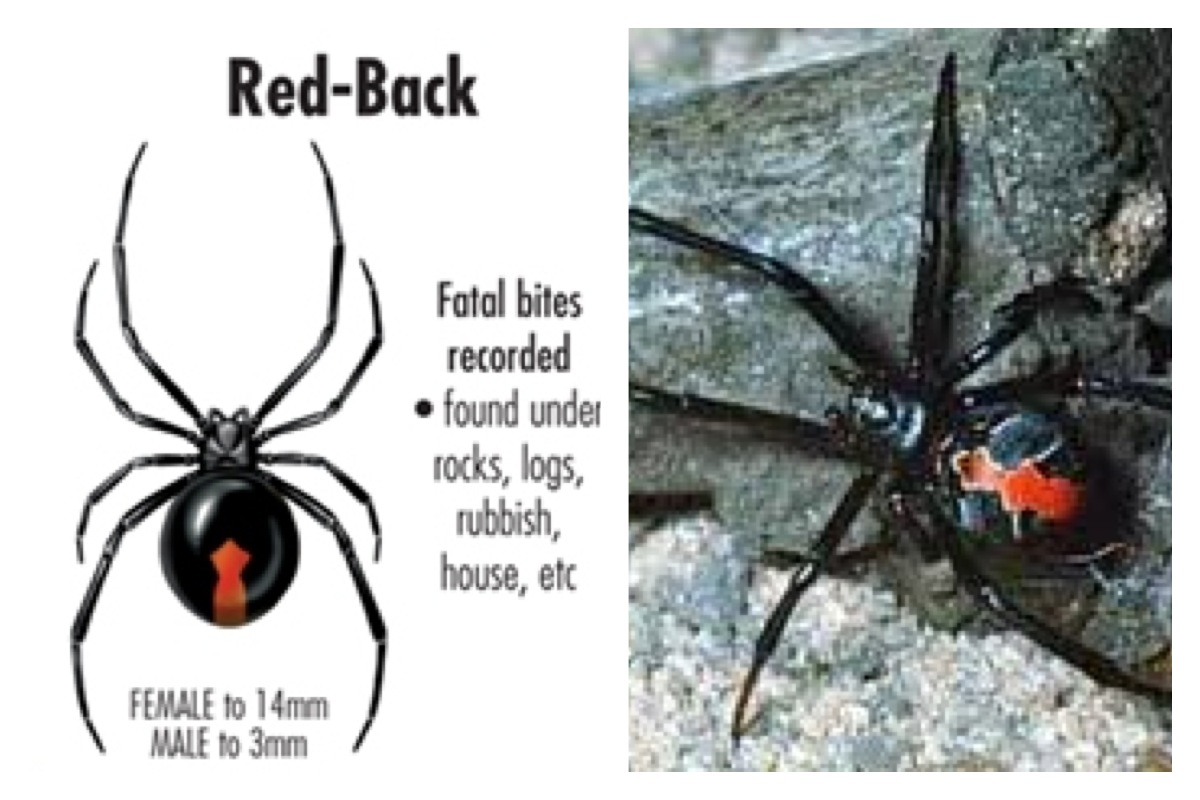 Red-Back
Fatal bites
recorded
• found under
rocks, logs,
rubbish,
house, etc
FEMALE to 14mm
MALE to 3mm